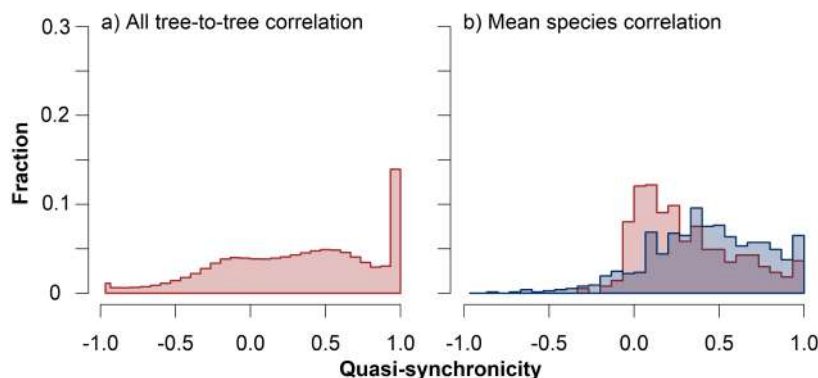 a) All tree-to-tree correlation
b) Mean species correlation
Fraction
0.3
0.2
0.1
0
-1.0 -0.5 0.0 0.5 1.0
-1.0 -0.5 0.0 0.5 1.0
Quasi-synchronicity